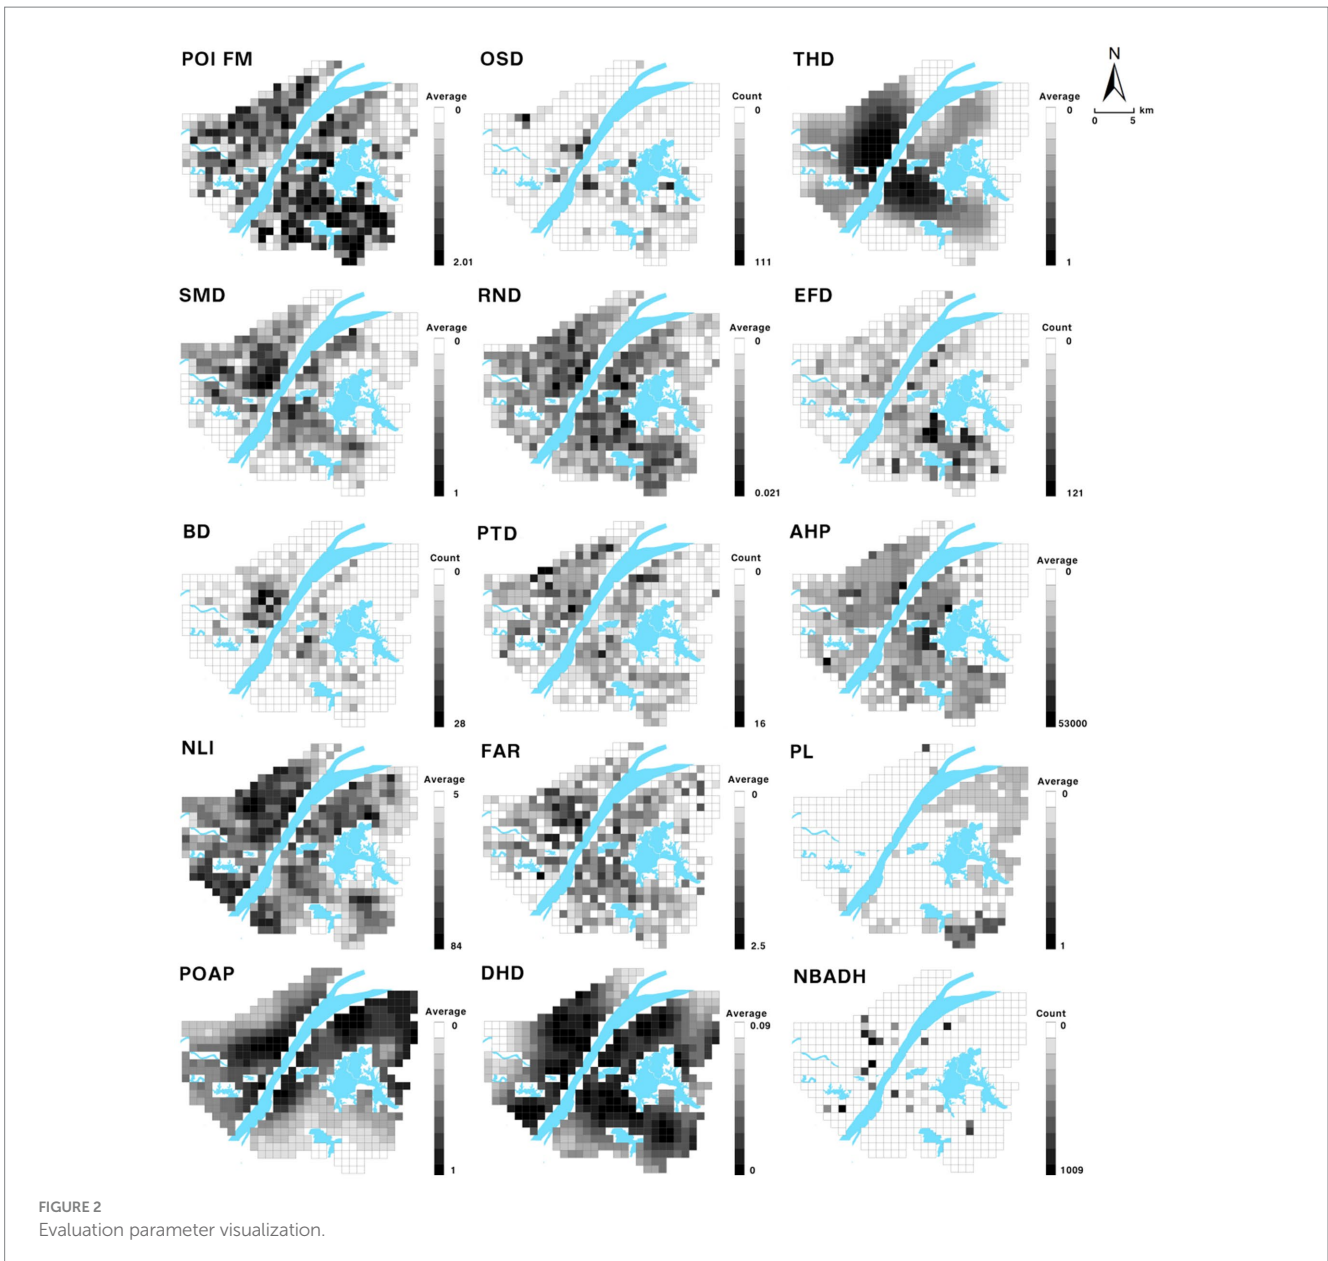 POI FM
Average
0
2.01
OSD
Count
0
111
THD
Average
0
1
N
0 5 km
SMD
Average
0
1
RND
Average
0
0.021
EFD
Count
0
121
BD
Count
0
28
PTD
Count
0
16
AHP
Average
0
53000
NLI
Average
5
84
FAR
Average
0
2.5
PL
Average
0
1
POAP
Average
0
1
DHD
Average
0.09
0
NBADH
Count
0
1009
FIGURE 2
Evaluation parameter visualization.